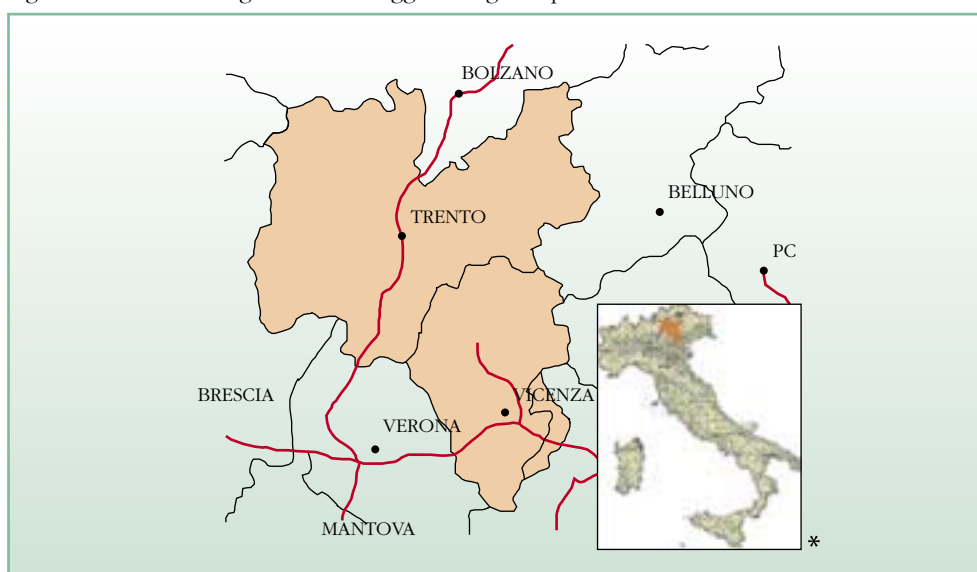 BOLZANO
BELLUNO
TRENTO
PC
BRESCIA
VICENZA
VERONA
MANTOVA
*